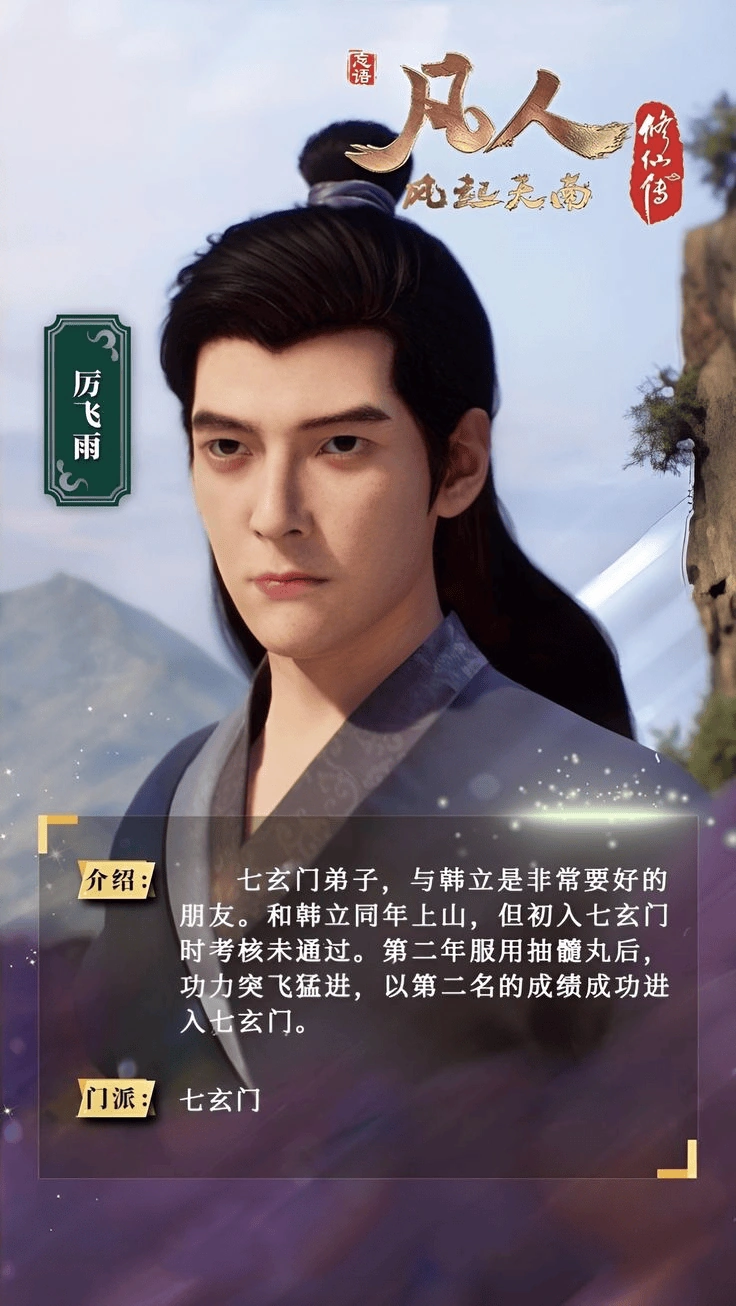 忘语
凡人
修仙传
风起天南
厉飞雨
介绍：
七玄门弟子，与韩立是非常要好的
朋友。和韩立同年上山，但初入七玄门
时考核未通过。第二年服用抽髓丸后，
功力突飞猛进，以第二名的成绩成功进
入七玄门。
门派：
七玄门